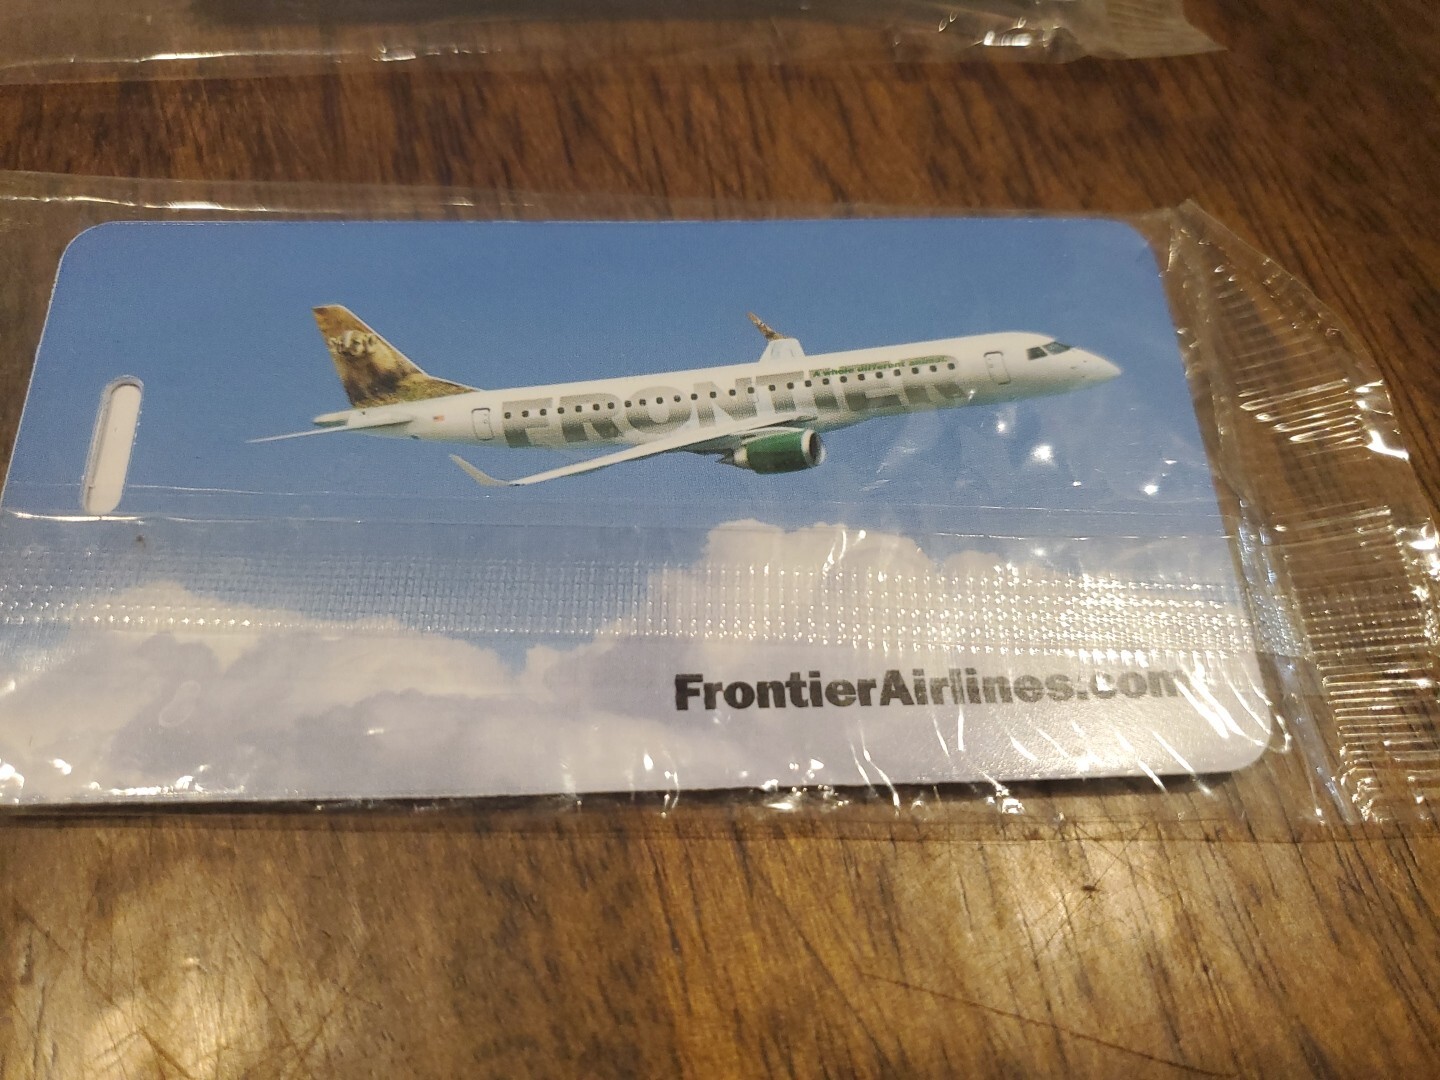 A whole different animal.
FRONTIER
FrontierAirlines.com